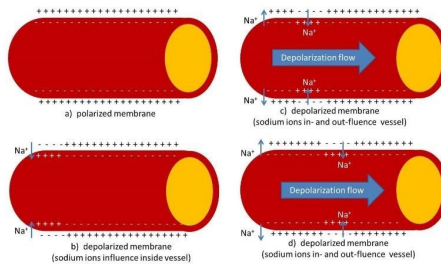 ++++++++++++++++++
a) polarized membrane
Na⁺
b) depolarized membrane
(sodium ions influence inside vessel)
Na⁺
Na⁺
Depolarization flow
Na⁺
Na⁺
c) depolarized membrane
(sodium ions in- and out-fluence vessel)
Na⁺
Na⁺
Depolarization flow
Na⁺
Na⁺
d) depolarized membrane
(sodium ions in- and out-fluence vessel)